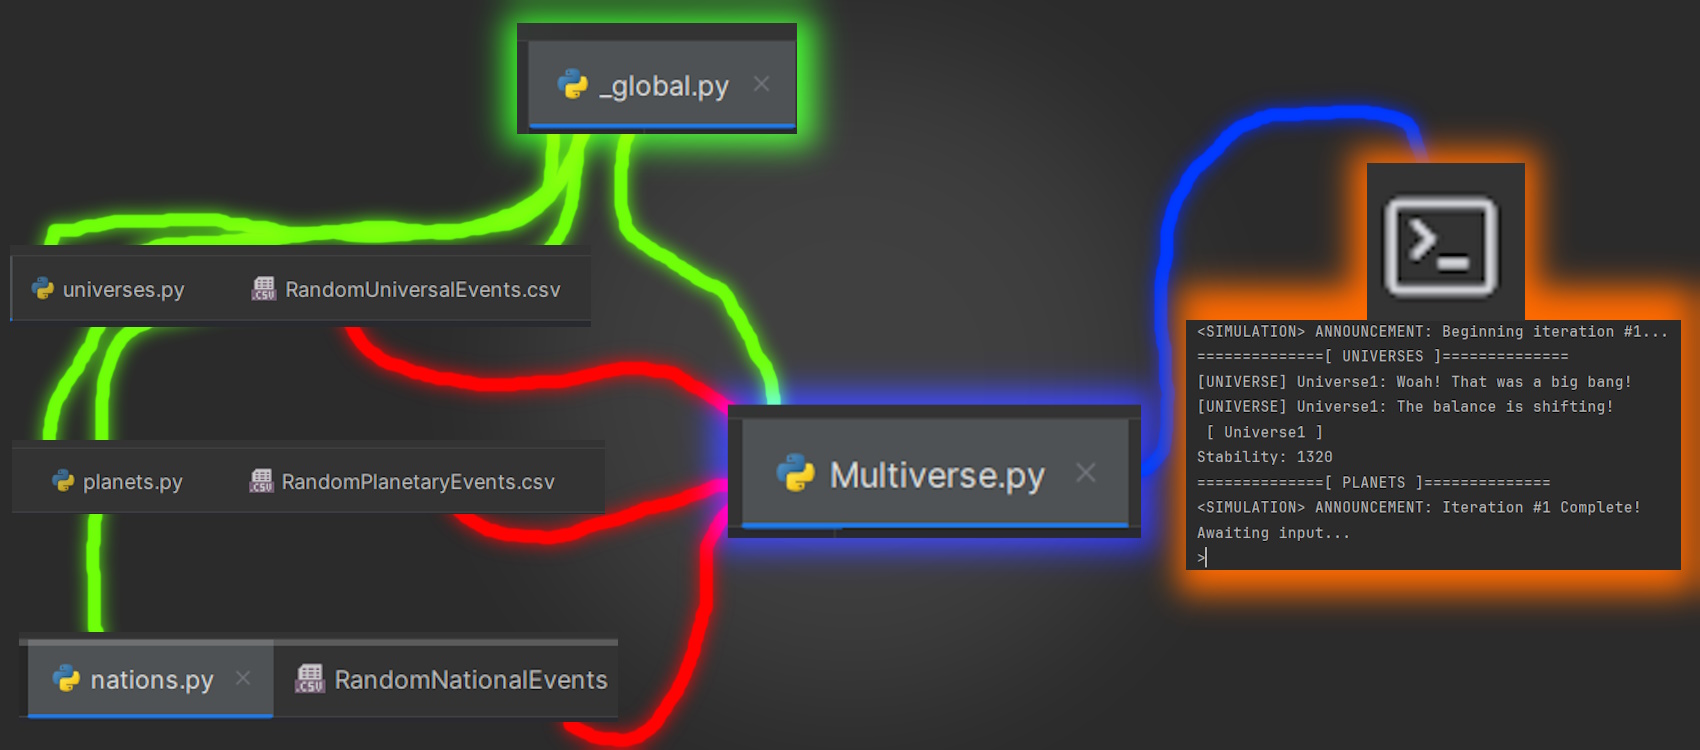 _global.py
universes.py
RandomUniversalEvents.csv
planets.py
RandomPlanetaryEvents.csv
nations.py
RandomNationalEvents
Multiverse.py
>_
<SIMULATION> ANNOUNCEMENT: Beginning iteration #1...
==============[ UNIVERSES ]==============
[UNIVERSE] Universe1: Woah! That was a big bang!
[UNIVERSE] Universe1: The balance is shifting!
[ Universe1 ]
Stability: 1320
==============[ PLANETS ]==============
<SIMULATION> ANNOUNCEMENT: Iteration #1 Complete!
Awaiting input...
>